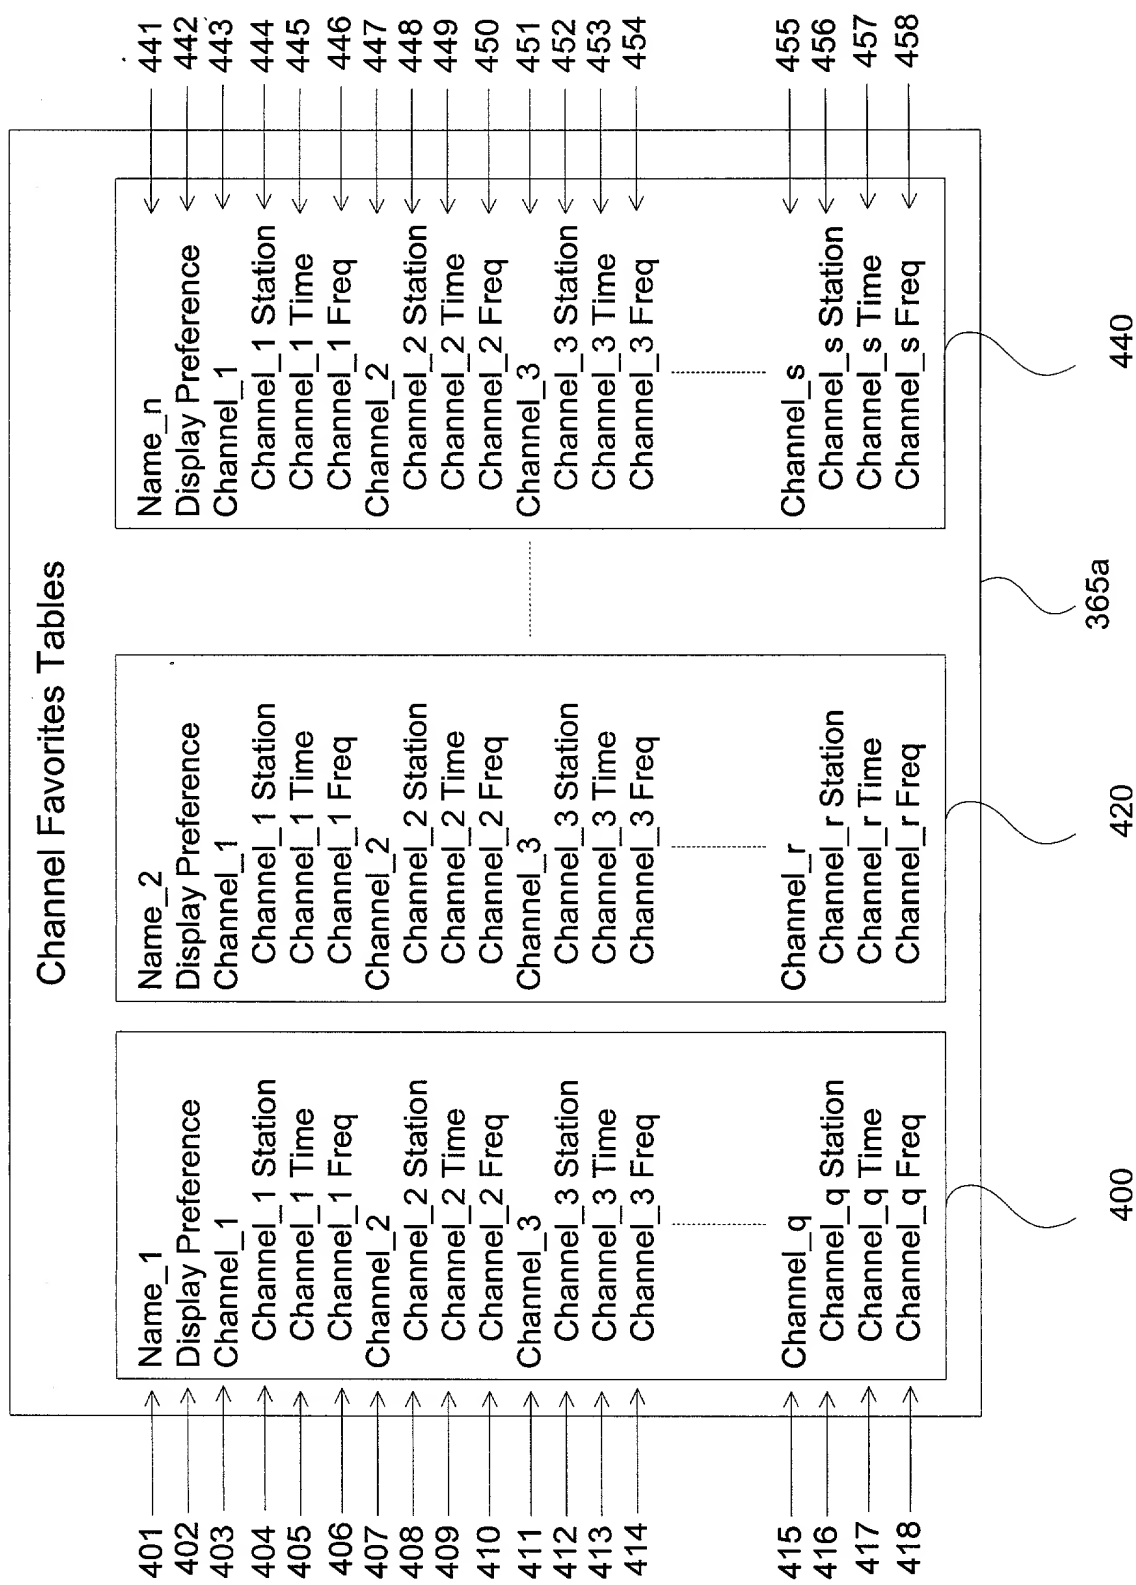 Channel Favorites Tables
401
402
403
404
405
406
407
408
409
410
411
412
413
414
415
416
417
418
Name_1
Display Preference
Channel_1
Channel_1 Station
Channel_1 Time
Channel_1 Freq
Channel_2
Channel_2 Station
Channel_2 Time
Channel_2 Freq
Channel_3
Channel_3 Station
Channel_3 Time
Channel_3 Freq
Channel_q
Channel_q Station
Channel_q Time
Channel_q Freq
Name_2
Display Preference
Channel_1
Channel_1 Station
Channel_1 Time
Channel_1 Freq
Channel_2
Channel_2 Station
Channel_2 Time
Channel_2 Freq
Channel_3
Channel_3 Station
Channel_3 Time
Channel_3 Freq
Channel_r
Channel_r Station
Channel_r Time
Channel_r Freq
Name_n
Display Preference
Channel_1
Channel_1 Station
Channel_1 Time
Channel_1 Freq
Channel_2
Channel_2 Station
Channel_2 Time
Channel_2 Freq
Channel_3
Channel_3 Station
Channel_3 Time
Channel_3 Freq
Channel_s
Channel_s Station
Channel_s Time
Channel_s Freq
441
442
443
444
445
446
447
448
449
450
451
452
453
454
455
456
457
458
400
420
365a
440